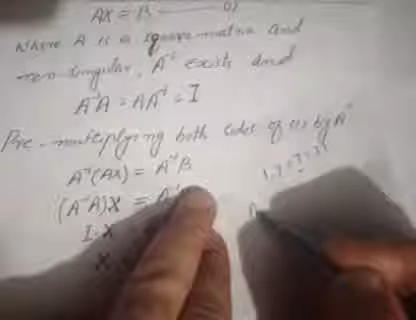 AX = B ——— (1)
Where A is a square matrix and
non-singular, A⁻¹ exists and
A⁻¹A = AA⁻¹ = I
Pre-multiplying both sides of (1) by A⁻¹
A⁻¹(AX) = A⁻¹B
(A⁻¹A)X = A⁻¹
I·X
X